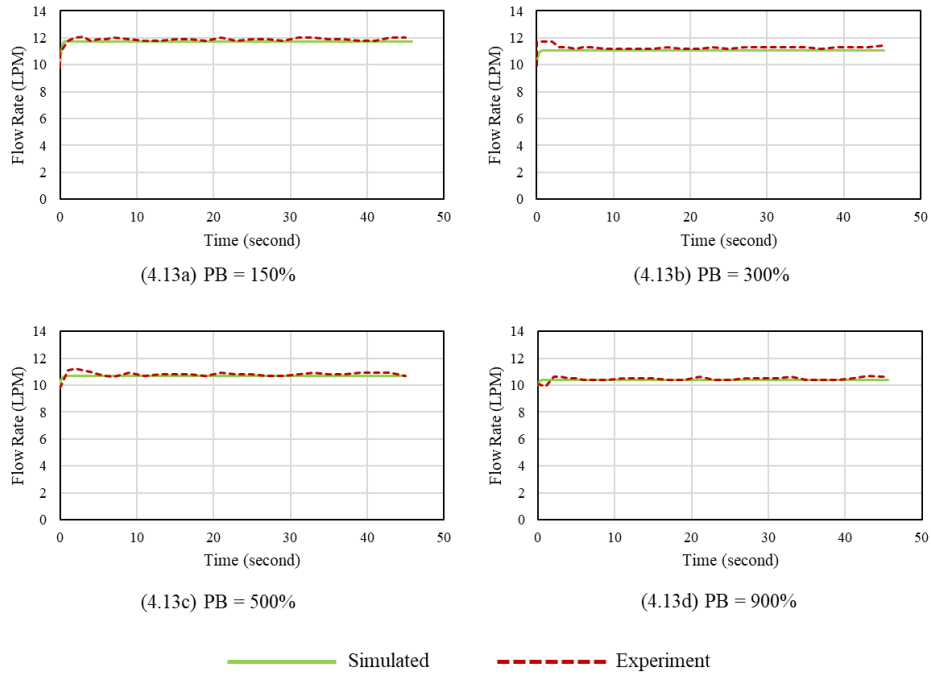 14
12
10
8
6
4
2
0
Flow Rate (LPM)
0 10 20 30 40 50
Time (second)
(4.13a) PB = 150%
14
12
10
8
6
4
2
0
Flow Rate (LPM)
0 10 20 30 40 50
Time (second)
(4.13b) PB = 300%
14
12
10
8
6
4
2
0
Flow Rate (LPM)
0 10 20 30 40 50
Time (second)
(4.13c) PB = 500%
14
12
10
8
6
4
2
0
Flow Rate (LPM)
0 10 20 30 40 50
Time (second)
(4.13d) PB = 900%
Simulated Experiment